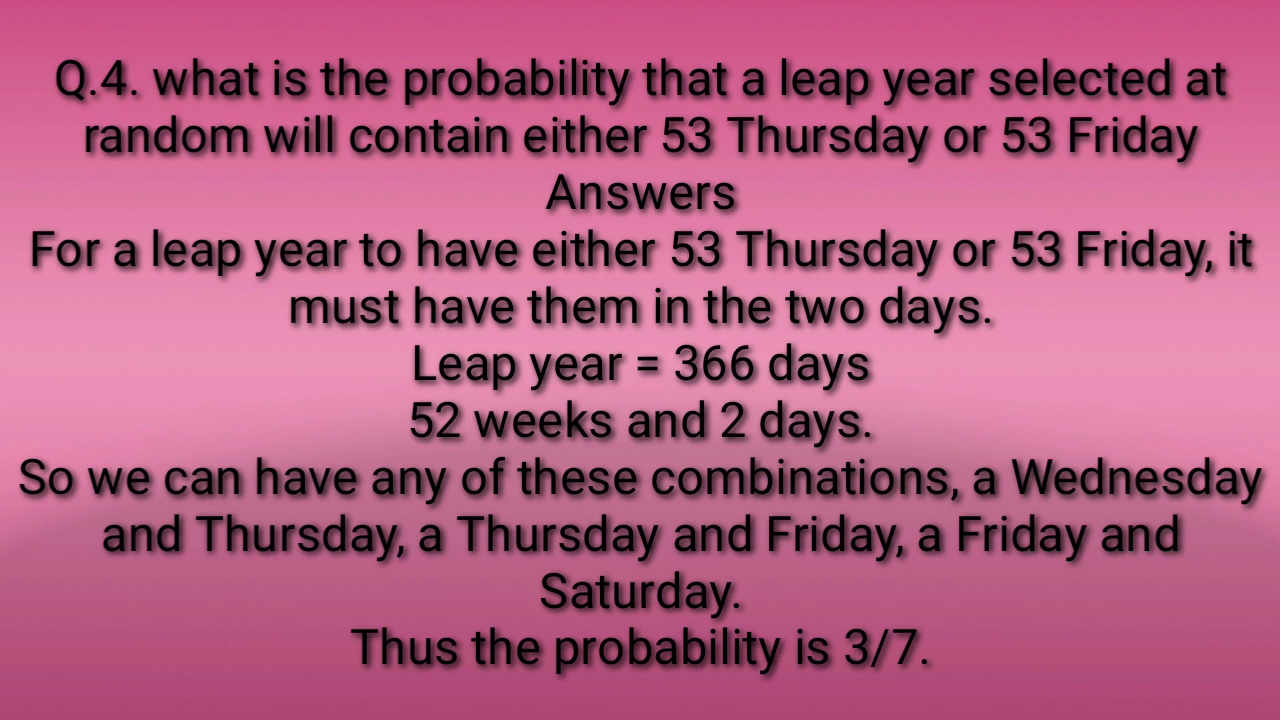 Q.4. what is the probability that a leap year selected at
random will contain either 53 Thursday or 53 Friday
Answers
For a leap year to have either 53 Thursday or 53 Friday, it
must have them in the two days.
Leap year = 366 days
52 weeks and 2 days.
So we can have any of these combinations, a Wednesday
and Thursday, a Thursday and Friday, a Friday and
Saturday.
Thus the probability is 3/7.